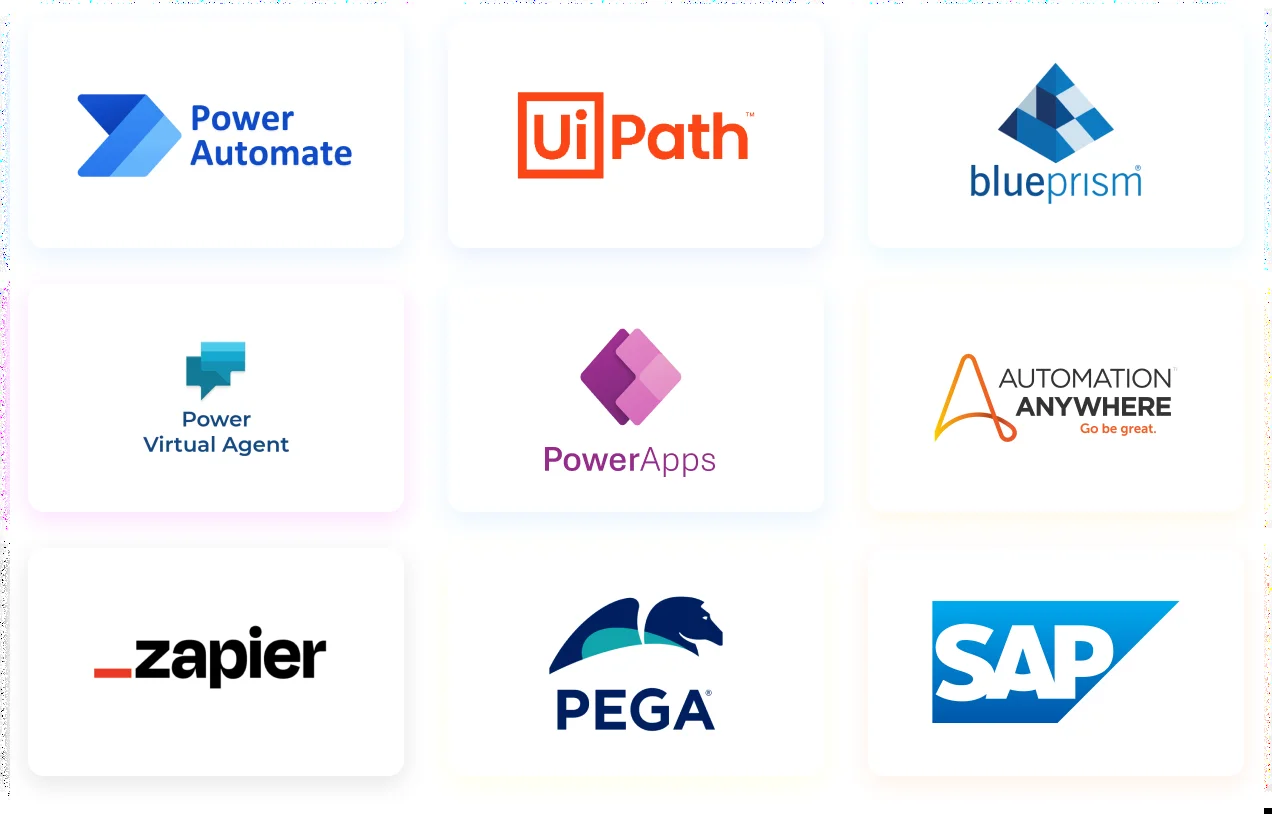 Power
Automate
UiPath™
blueprism®
Power
Virtual Agent
PowerApps
AUTOMATION
ANYWHERE
Go be great.
_zapier
PEGA®
SAP